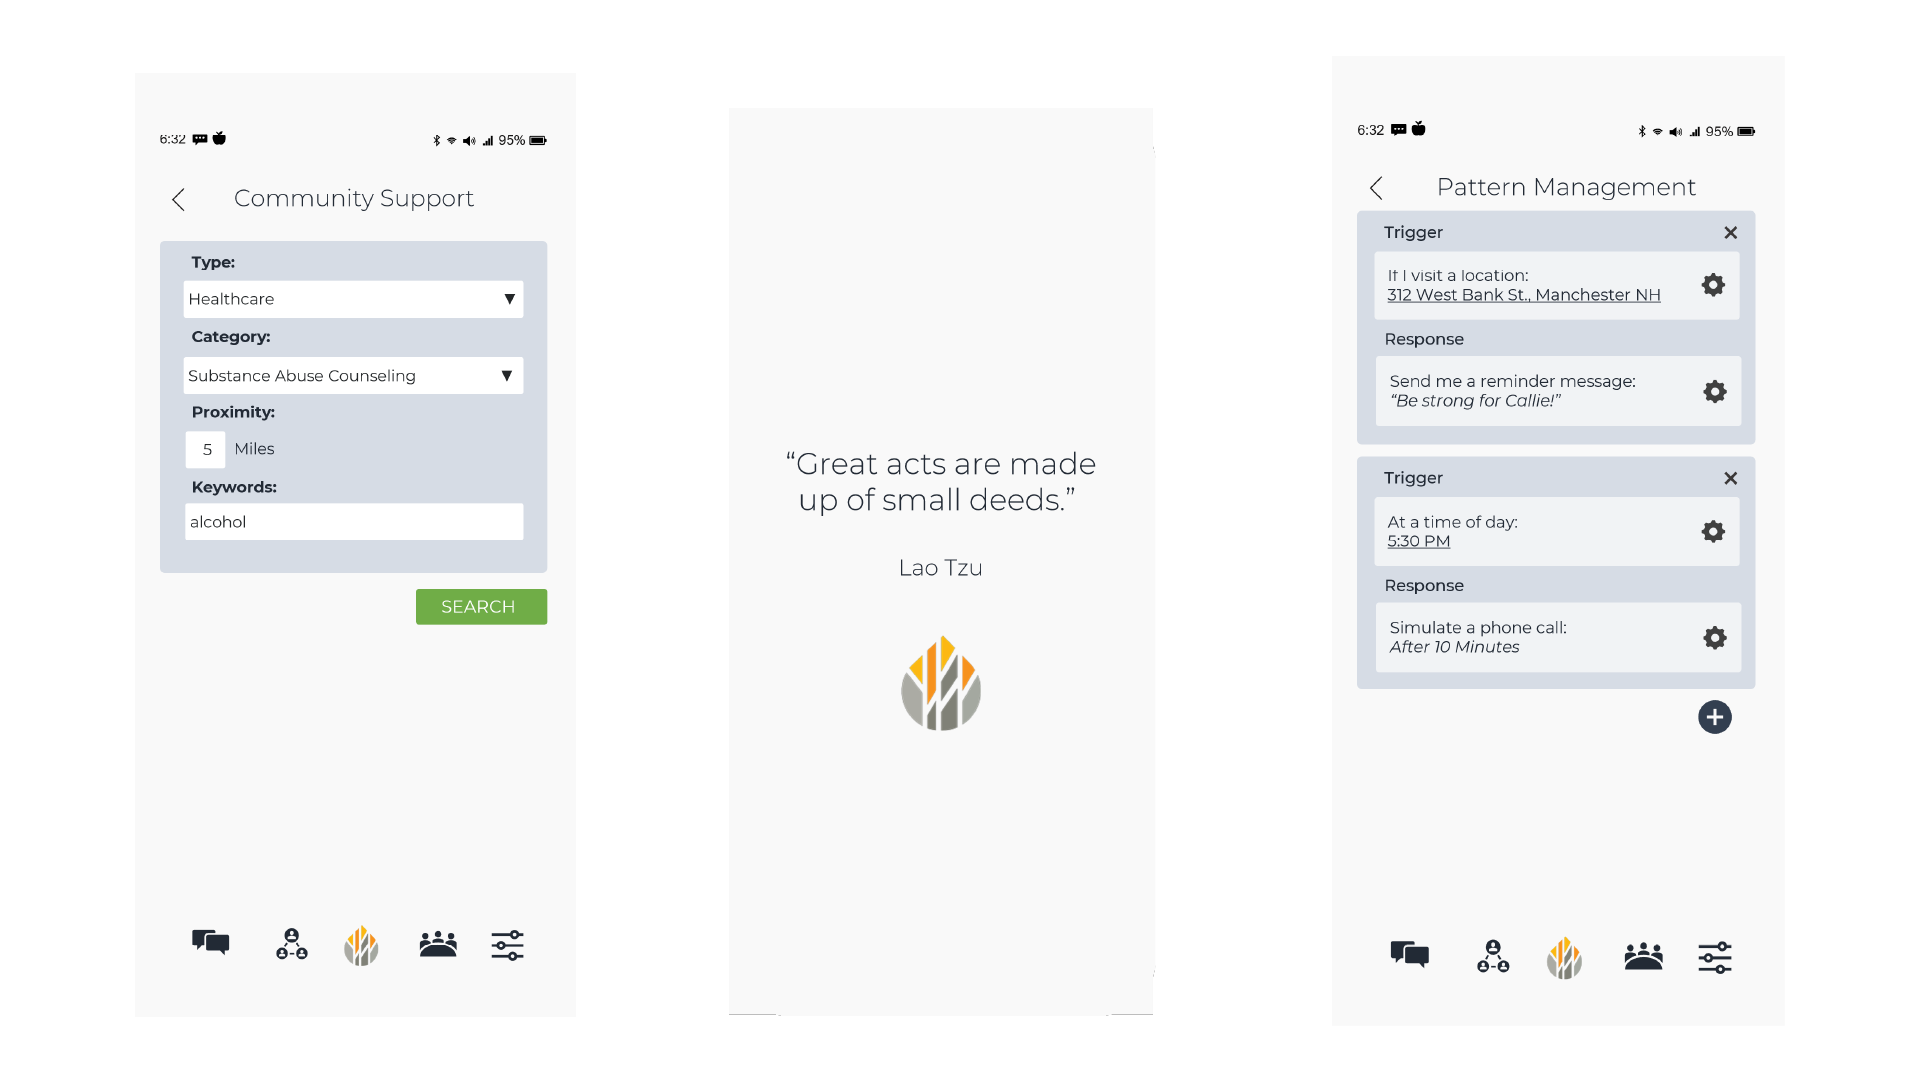 6:32 95%
Community Support
Type:
Healthcare
Category:
Substance Abuse Counseling
Proximity:
5 Miles
Keywords:
alcohol
SEARCH
“Great acts are made
up of small deeds.”
Lao Tzu
6:32 95%
Pattern Management
Trigger
If I visit a location:
312 West Bank St., Manchester NH
Response
Send me a reminder message:
“Be strong for Callie!”
Trigger
At a time of day:
5:30 PM
Response
Simulate a phone call:
After 10 Minutes